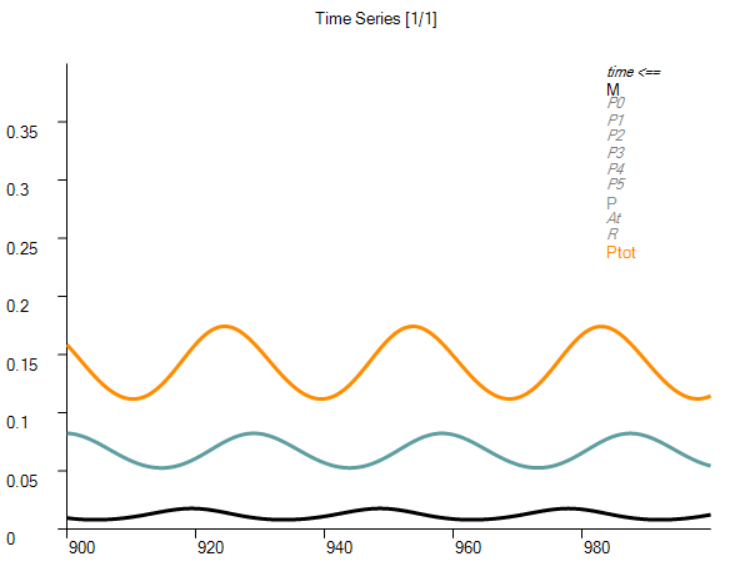 Time Series [1/1]
time <==
M
P0
P1
P2
P3
P4
P5
P
At
R
Ptot
0.35
0.3
0.25
0.2
0.15
0.1
0.05
0
900 920 940 960 980